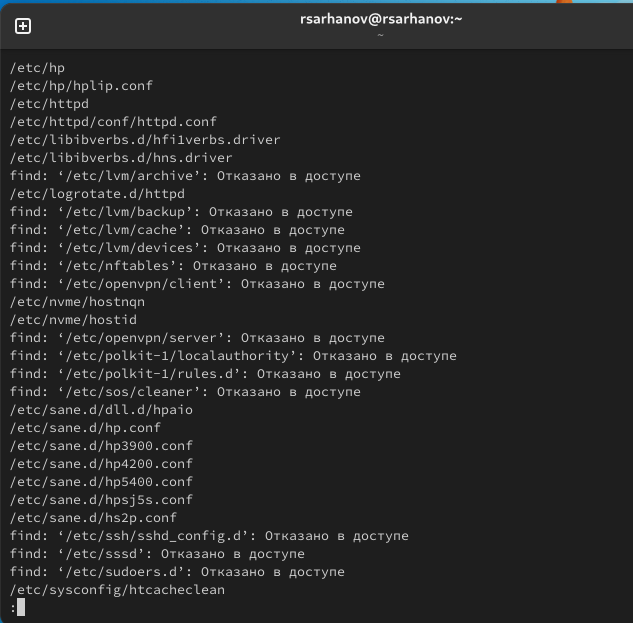 rsarhanov@rsarhanov:~
~
/etc/hp
/etc/hp/hplip.conf
/etc/httpd
/etc/httpd/conf/httpd.conf
/etc/libibverbs.d/hfi1verbs.driver
/etc/libibverbs.d/hns.driver
find: ‘/etc/lvm/archive’: Отказано в доступе
/etc/logrotate.d/httpd
find: ‘/etc/lvm/backup’: Отказано в доступе
find: ‘/etc/lvm/cache’: Отказано в доступе
find: ‘/etc/lvm/devices’: Отказано в доступе
find: ‘/etc/nftables’: Отказано в доступе
find: ‘/etc/openvpn/client’: Отказано в доступе
/etc/nvme/hostnqn
/etc/nvme/hostid
find: ‘/etc/openvpn/server’: Отказано в доступе
find: ‘/etc/polkit-1/localauthority’: Отказано в доступе
find: ‘/etc/polkit-1/rules.d’: Отказано в доступе
find: ‘/etc/sos/cleaner’: Отказано в доступе
/etc/sane.d/dll.d/hpaio
/etc/sane.d/hp.conf
/etc/sane.d/hp3900.conf
/etc/sane.d/hp4200.conf
/etc/sane.d/hp5400.conf
/etc/sane.d/hpsj5s.conf
/etc/sane.d/hs2p.conf
find: ‘/etc/ssh/sshd_config.d’: Отказано в доступе
find: ‘/etc/sssd’: Отказано в доступе
find: ‘/etc/sudoers.d’: Отказано в доступе
/etc/sysconfig/htcacheclean
: